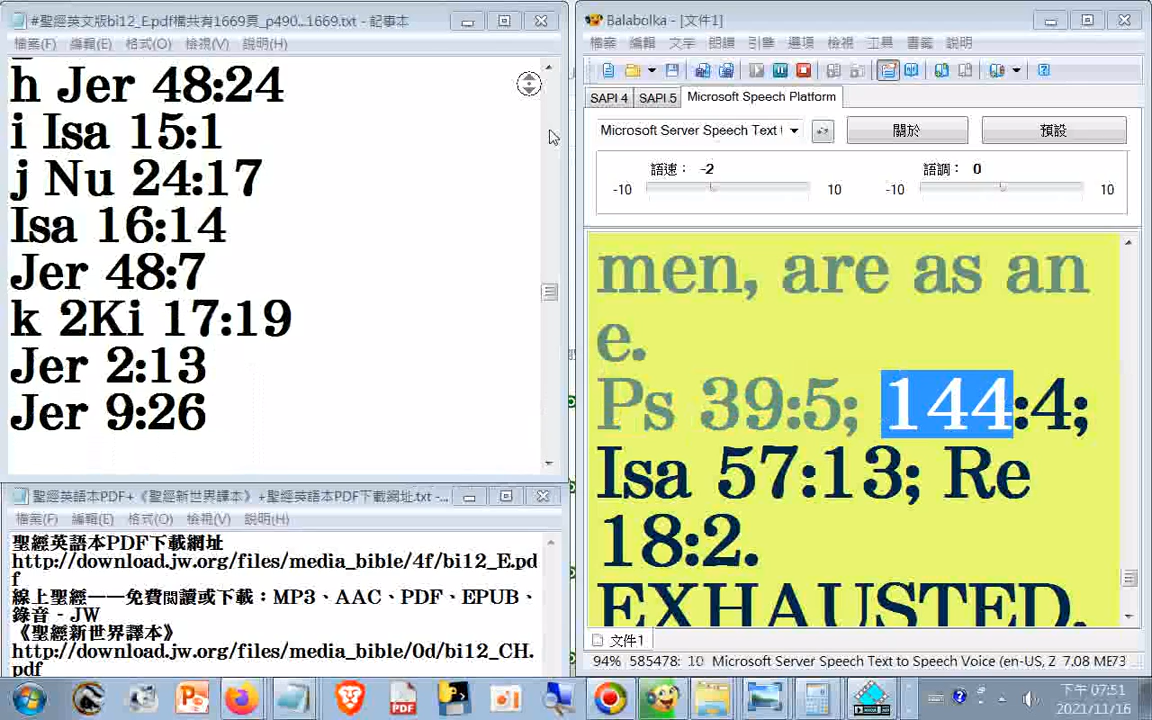 #聖經英文版bi12_E.pdf檔共有1669頁_p490...1669.txt - 記事本
檔案(F) 編輯(E) 格式(O) 檢視(V) 說明(H)
h Jer 48:24
i Isa 15:1
j Nu 24:17
Isa 16:14
Jer 48:7
k 2Ki 17:19
Jer 2:13
Jer 9:26
聖經英語本PDF+《聖經新世界譯本》+聖經英語本PDF下載網址.txt - ...
檔案(F) 編輯(E) 格式(O) 檢視(V) 說明(H)
聖經英語本PDF下載網址
http://download.jw.org/files/media_bible/4f/bi12_E.pd
f
線上聖經——免費閱讀或下載：MP3、AAC、PDF、EPUB、
錄音 - JW
《聖經新世界譯本》
http://download.jw.org/files/media_bible/0d/bi12_CH.
pdf
Balabolka - [文件1]
檔案 編輯 文字 朗讀 引擎 選項 檢視 工具 書籤 說明
SAPI 4 SAPI 5 Microsoft Speech Platform
Microsoft Server Speech Text 關於 預設
語速： -2 語調： 0
-10 10 -10 10
men, are as an
e.
Ps 39:5; 144:4;
Isa 57:13; Re
18:2.
EXHAUSTED,
文件1
94% 585478: 10 Microsoft Server Speech Text to Speech Voice (en-US, Z 7.08 ME73
PDF
下午 07:51
2021/11/16